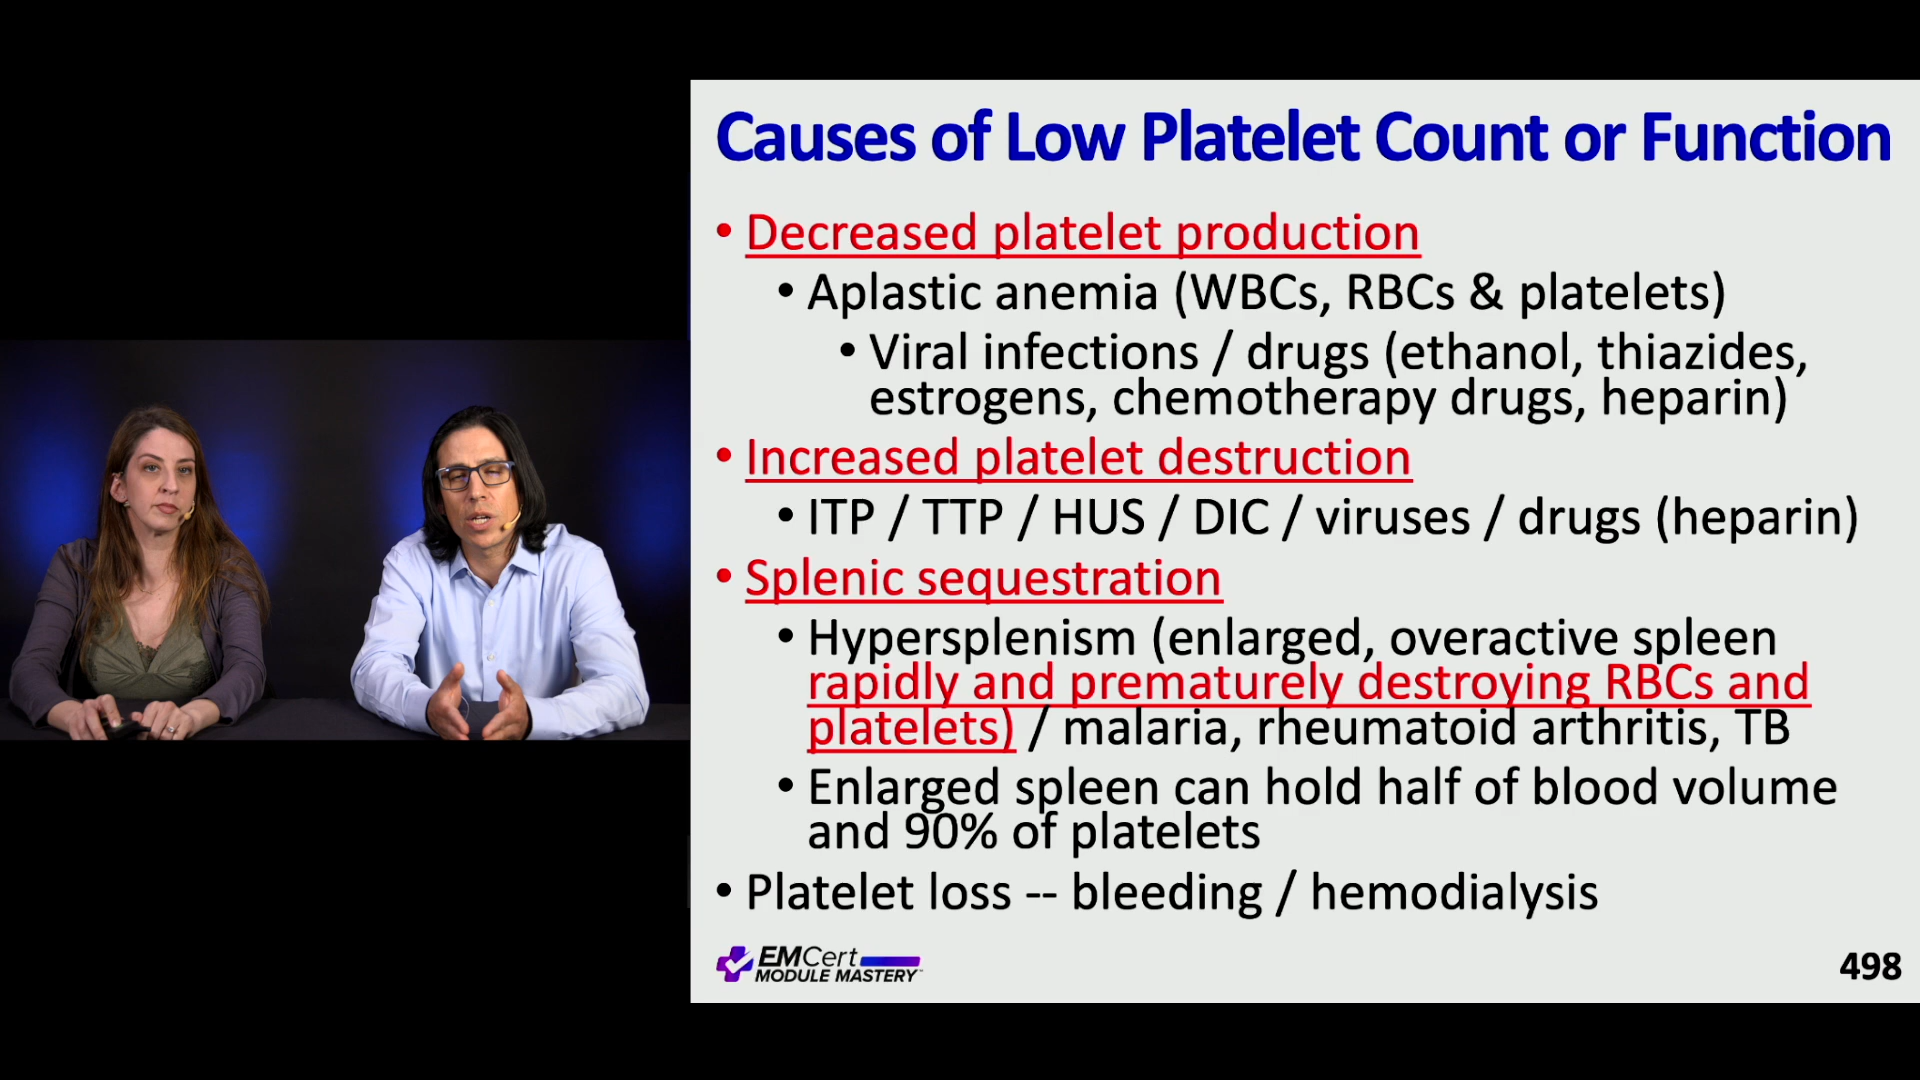 Causes of Low Platelet Count or Function
• Decreased platelet production
• Aplastic anemia (WBCs, RBCs & platelets)
• Viral infections / drugs (ethanol, thiazides,
estrogens, chemotherapy drugs, heparin)
• Increased platelet destruction
• ITP / TTP / HUS / DIC / viruses / drugs (heparin)
• Splenic sequestration
• Hypersplenism (enlarged, overactive spleen
rapidly and prematurely destroying RBCs and
platelets) / malaria, rheumatoid arthritis, TB
• Enlarged spleen can hold half of blood volume
and 90% of platelets
• Platelet loss -- bleeding / hemodialysis
EMCert
MODULE MASTERY
498